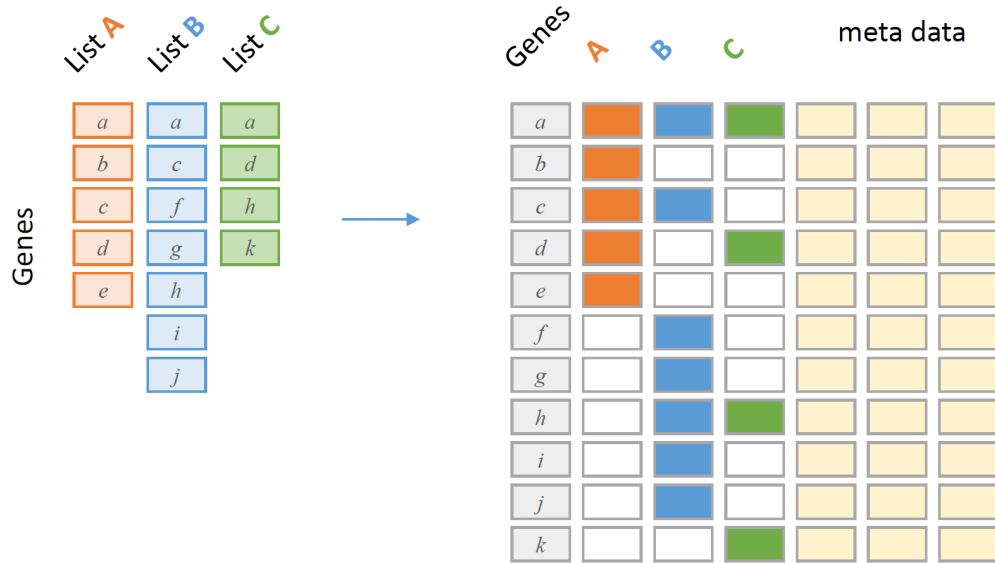 List A List B List C
Genes A B C meta data
Genes
a a a
b c d
c f h
d g k
e h
i
j
a
b
c
d
e
f
g
h
i
j
k